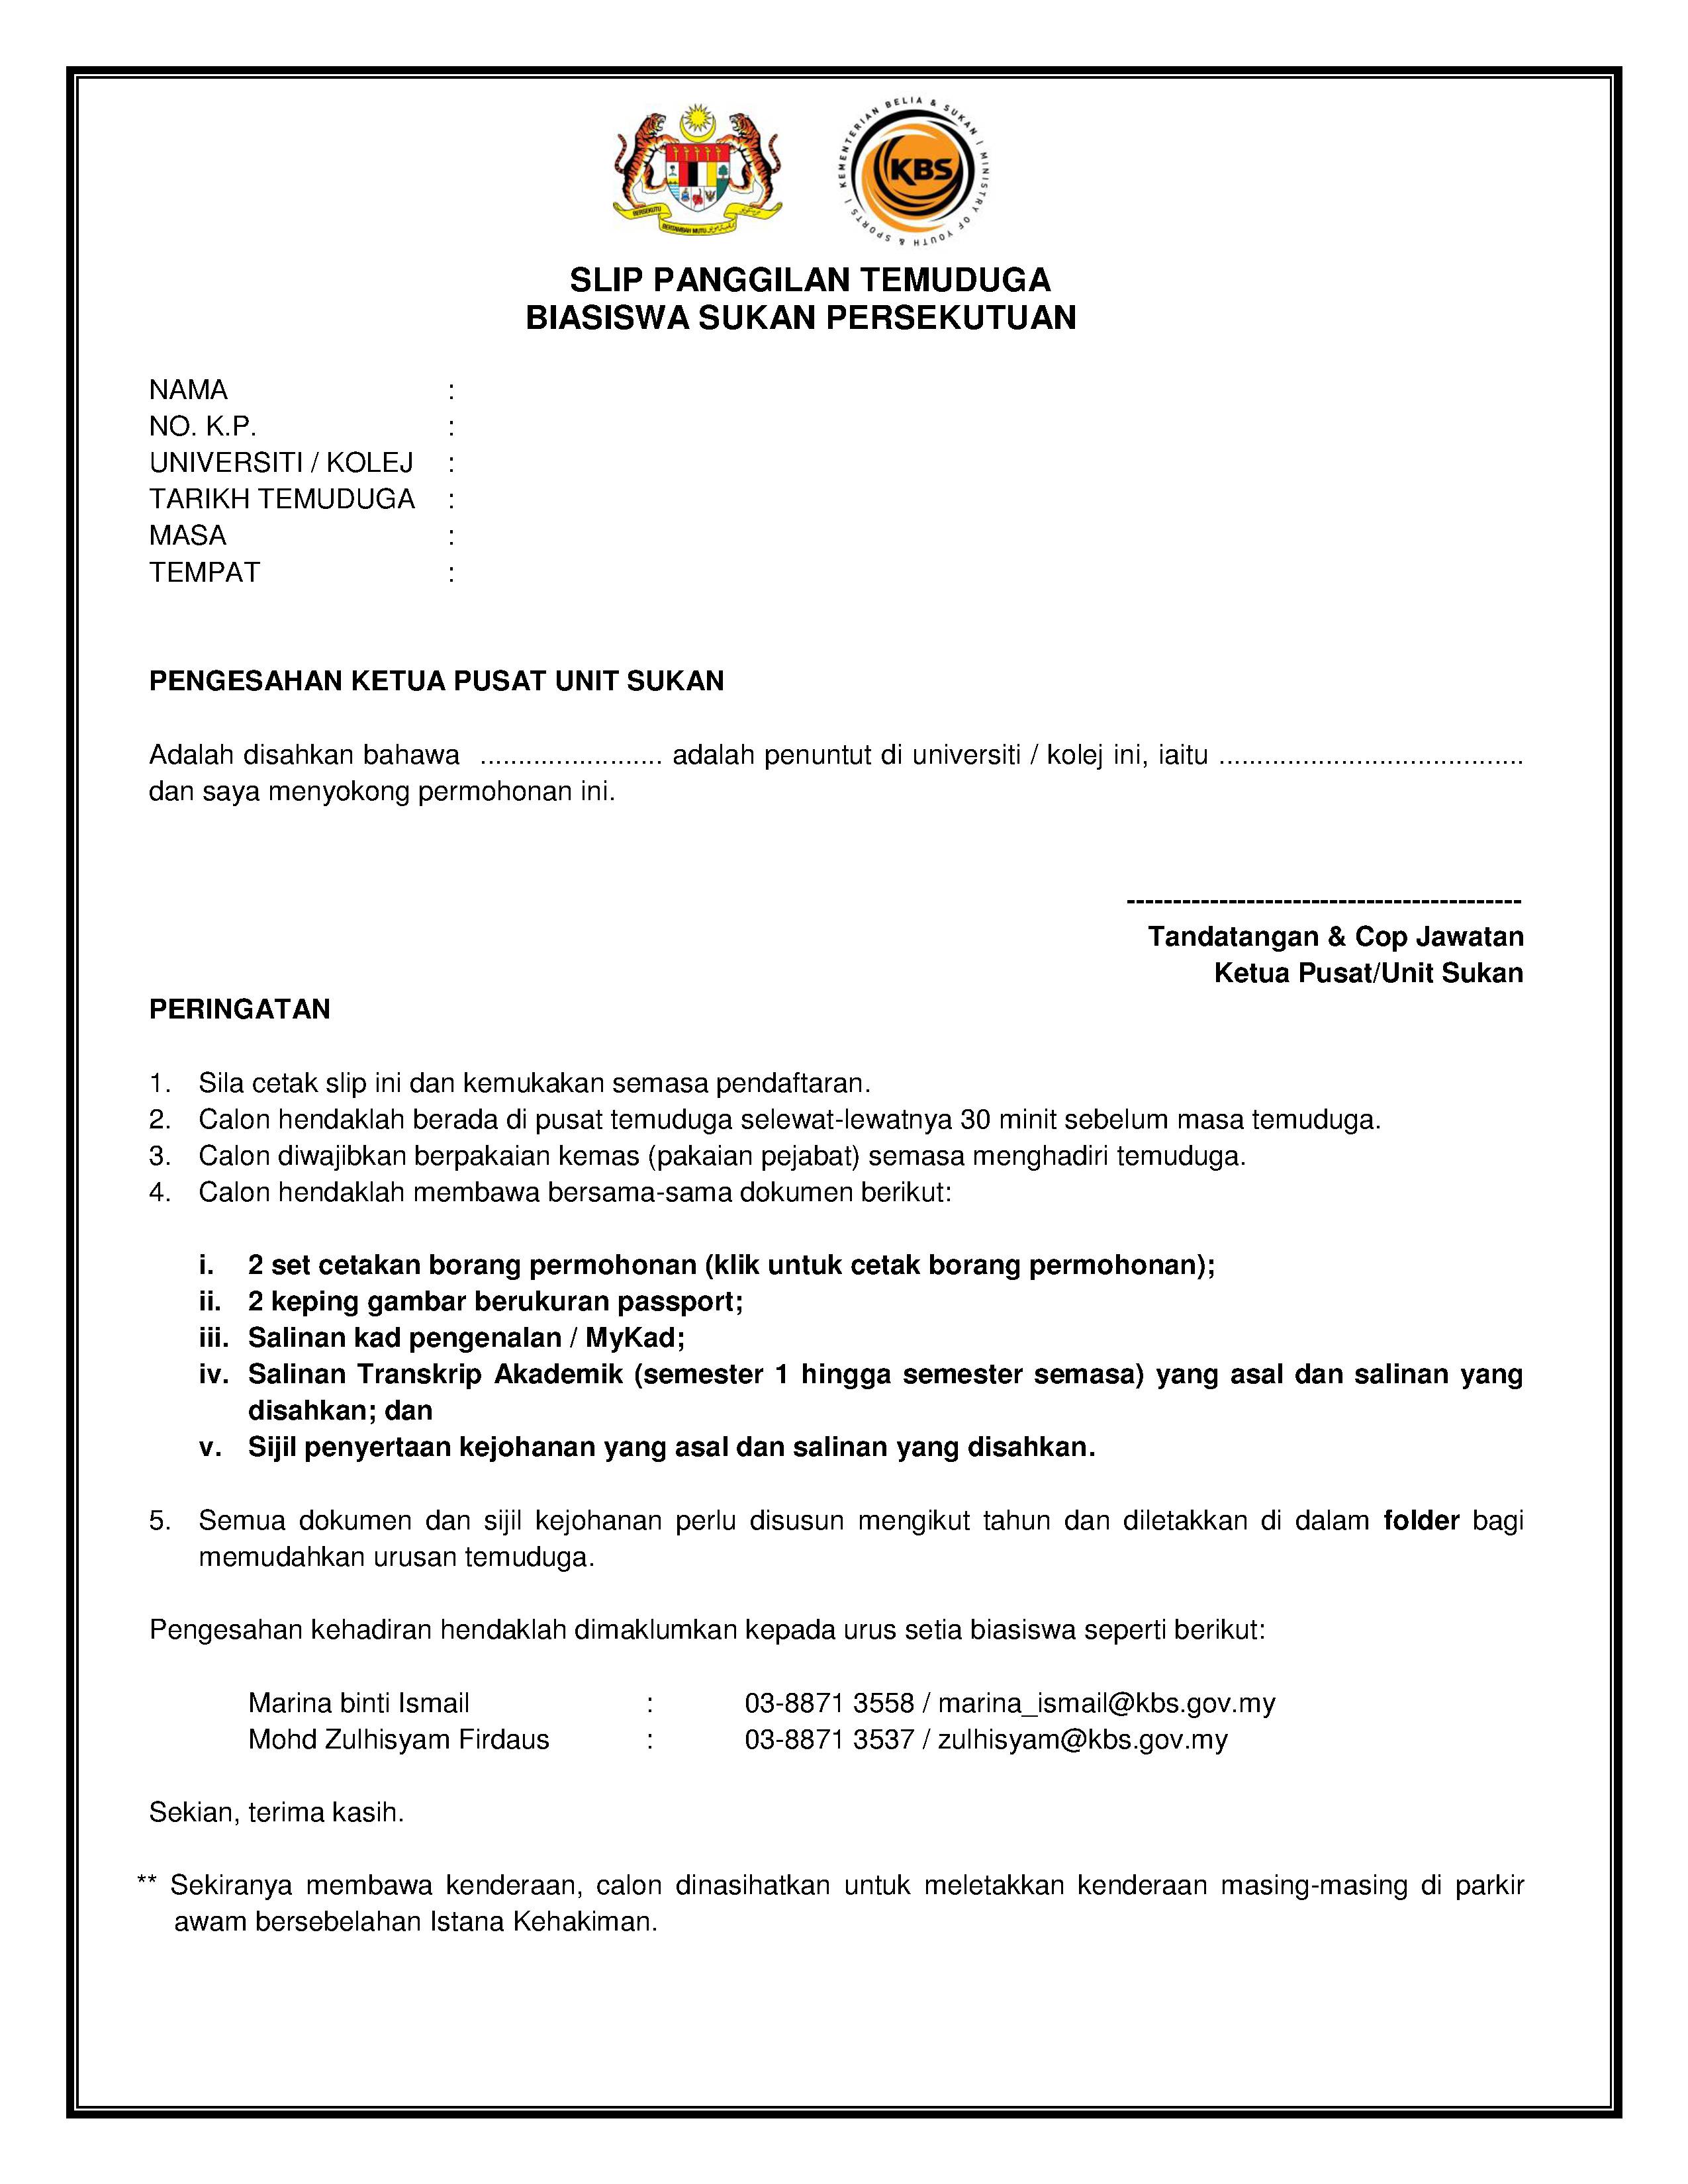 KEMENTERIAN BELIA & SUKAN | MINISTRY OF YOUTH & SPORTS |
KBS
BERSEKUTU
BERTAMBAH MUTU
SLIP PANGGILAN TEMUDUGA
BIASISWA SUKAN PERSEKUTUAN
NAMA :
NO. K.P. :
UNIVERSITI / KOLEJ :
TARIKH TEMUDUGA :
MASA :
TEMPAT :
PENGESAHAN KETUA PUSAT UNIT SUKAN
Adalah disahkan bahawa ........................ adalah penuntut di universiti / kolej ini, iaitu ........................................
dan saya menyokong permohonan ini.
-------------------------------------------
Tandatangan & Cop Jawatan
Ketua Pusat/Unit Sukan
PERINGATAN
1. Sila cetak slip ini dan kemukakan semasa pendaftaran.
2. Calon hendaklah berada di pusat temuduga selewat-lewatnya 30 minit sebelum masa temuduga.
3. Calon diwajibkan berpakaian kemas (pakaian pejabat) semasa menghadiri temuduga.
4. Calon hendaklah membawa bersama-sama dokumen berikut:
i. 2 set cetakan borang permohonan (klik untuk cetak borang permohonan);
ii. 2 keping gambar berukuran passport;
iii. Salinan kad pengenalan / MyKad;
iv. Salinan Transkrip Akademik (semester 1 hingga semester semasa) yang asal dan salinan yang
disahkan; dan
v. Sijil penyertaan kejohanan yang asal dan salinan yang disahkan.
5. Semua dokumen dan sijil kejohanan perlu disusun mengikut tahun dan diletakkan di dalam folder bagi
memudahkan urusan temuduga.
Pengesahan kehadiran hendaklah dimaklumkan kepada urus setia biasiswa seperti berikut:
Marina binti Ismail : 03-8871 3558 / marina_ismail@kbs.gov.my
Mohd Zulhisyam Firdaus : 03-8871 3537 / zulhisyam@kbs.gov.my
Sekian, terima kasih.
** Sekiranya membawa kenderaan, calon dinasihatkan untuk meletakkan kenderaan masing-masing di parkir
awam bersebelahan Istana Kehakiman.